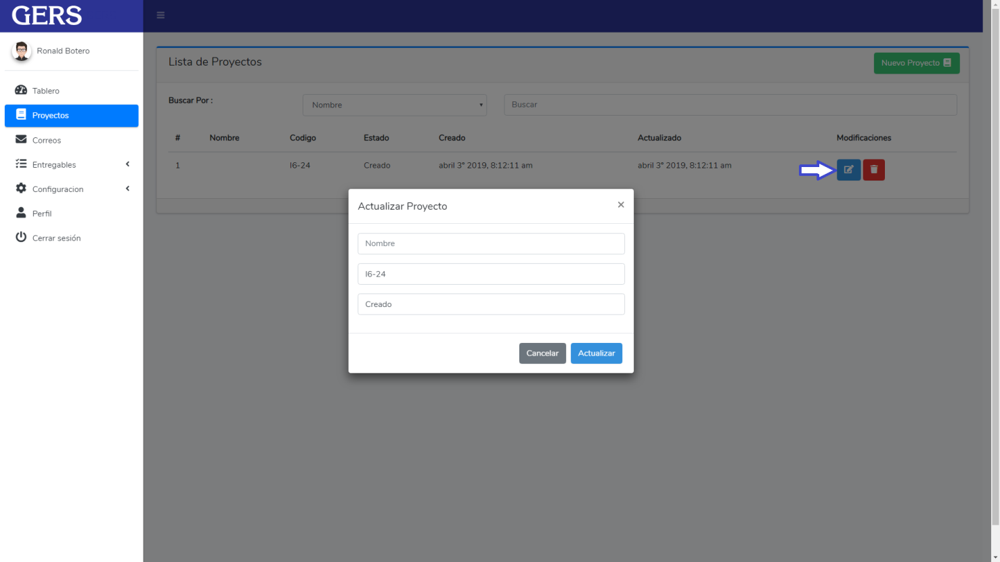 GERS
Ronald Botero
Tablero
Proyectos
Correos
Entregables
Configuracion
Perfil
Cerrar sesión
Lista de Proyectos
Nuevo Proyecto
Buscar Por :
Nombre
Buscar
# Nombre Codigo Estado Creado Actualizado Modificaciones
1 I6-24 Creado abril 3° 2019, 8:12:11 am abril 3° 2019, 8:12:11 am
Actualizar Proyecto ×
Nombre
I6-24
Creado
Cancelar Actualizar